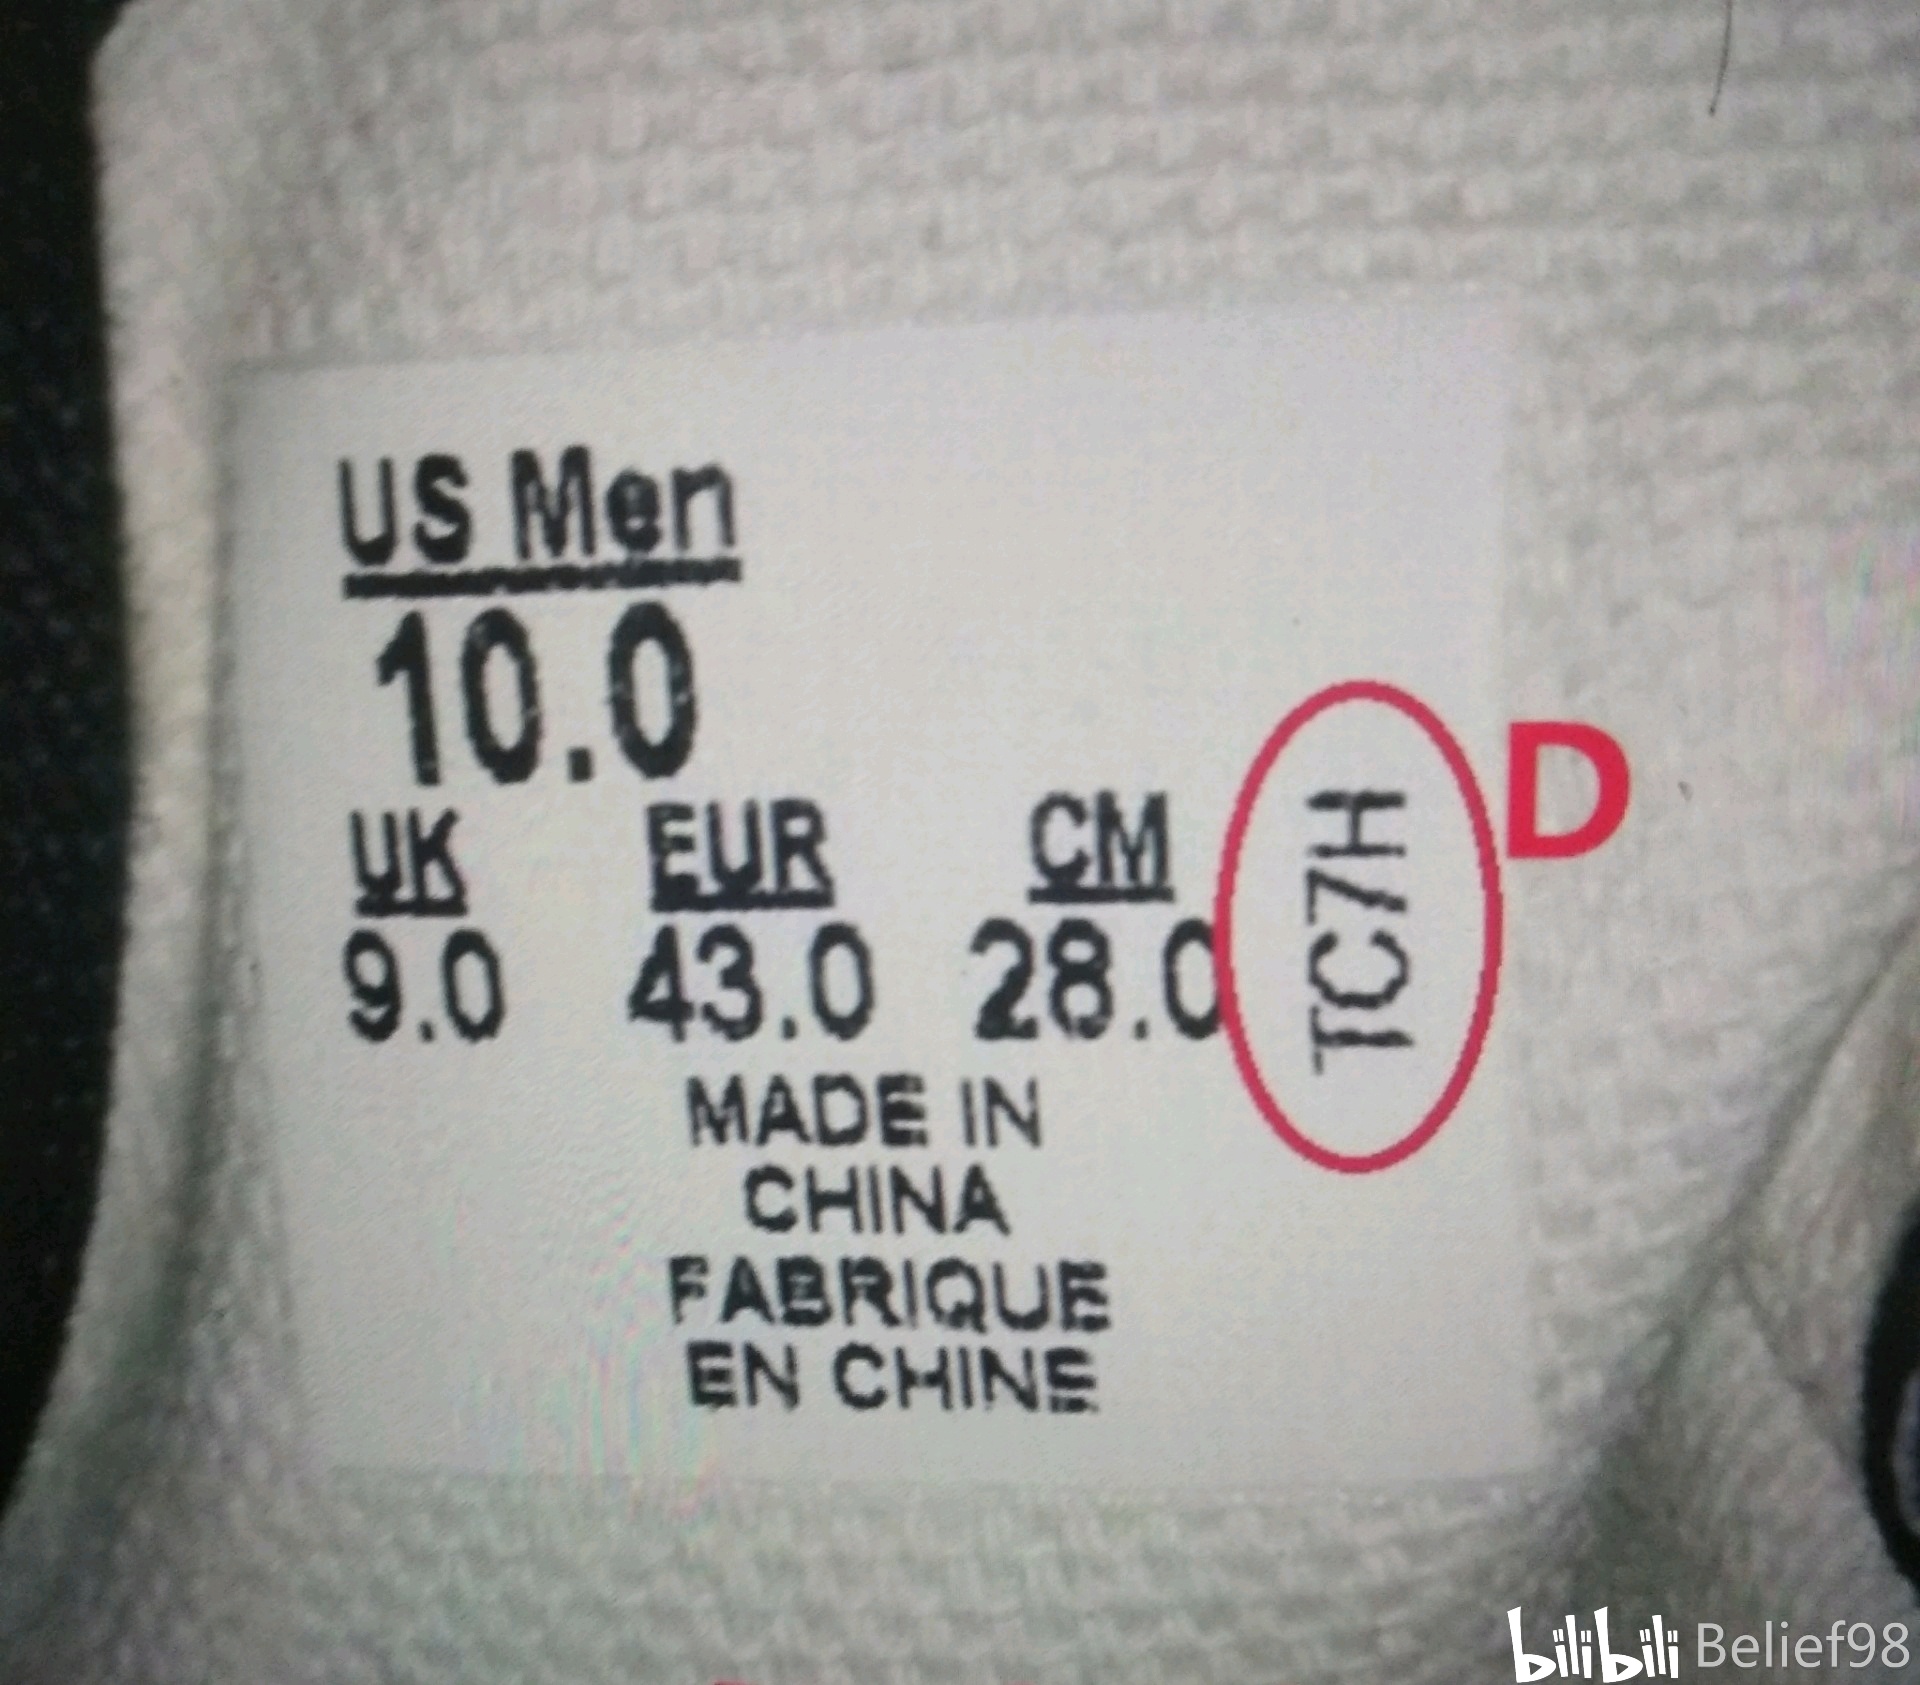 US Men
10.0
UK EUR CM
9.0 43.0 28.0
TC7H
D
MADE IN
CHINA
FABRIQUE
EN CHINE
bilibili Belief98